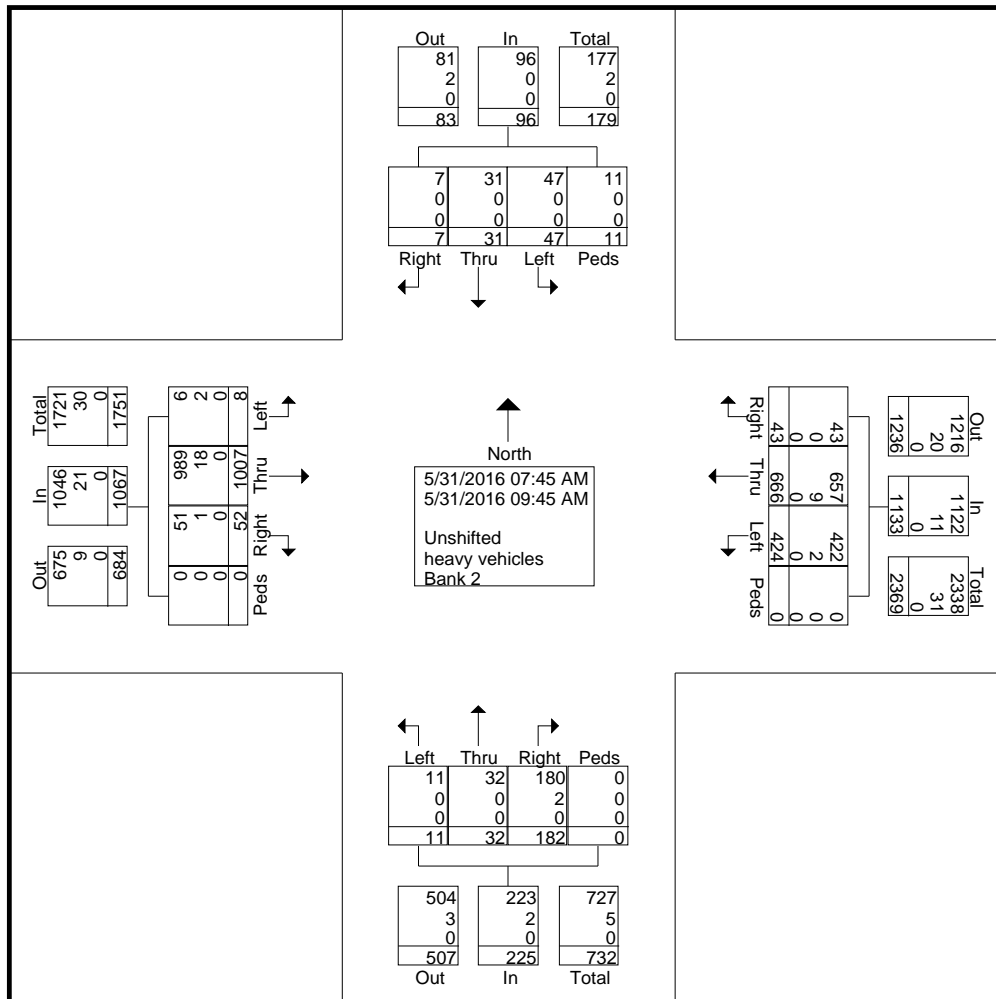 Out In Total
81 96 177
2 0 2
0 0 0
83 96 179
7 31 47 11
0 0 0 0
0 0 0 0
7 31 47 11
Right Thru Left Peds
Total
1721
30
0
1751
In
1046
21
0
1067
Out
675
9
0
684
Left
6
2
0
8
Thru
989
18
0
1007
Right
51
1
0
52
Peds
0
0
0
0
North
5/31/2016 07:45 AM
5/31/2016 09:45 AM
Unshifted
heavy vehicles
Bank 2
Right
43
0
0
43
Thru
657
9
0
666
Left
422
2
0
424
Peds
0
0
0
0
Out
1216
20
0
1236
In
1122
11
0
1133
Total
2338
31
0
2369
Left Thru Right Peds
11 32 180 0
0 0 2 0
0 0 0 0
11 32 182 0
504 223 727
3 2 5
0 0 0
507 225 732
Out In Total